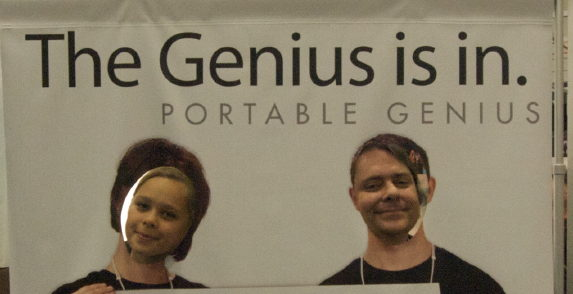 The Genius is in.
PORTABLE GENIUS